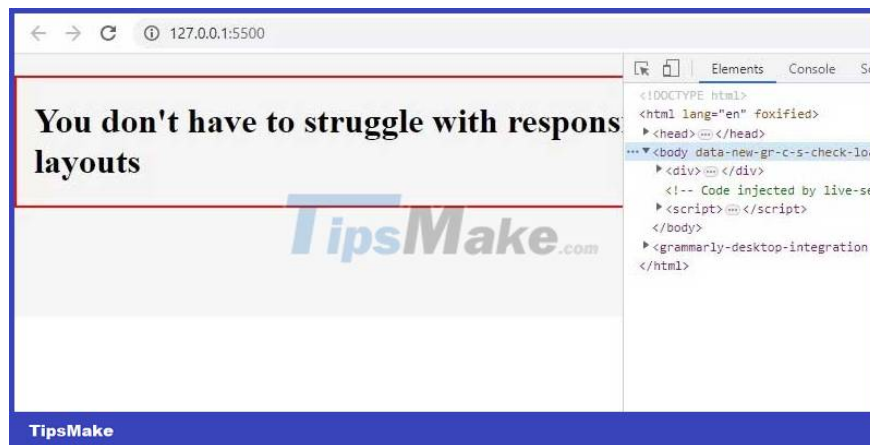 127.0.0.1:5500
Elements Console
<!DOCTYPE html>
<html lang="en" foxified>
<head> … </head>
<body data-new-gr-c-s-check-loa
<div> … </div>
<!-- Code injected by live-se
<script> … </script>
</body>
<grammarly-desktop-integration
</html>
You don't have to struggle with respons
layouts
TipsMake.com
TipsMake